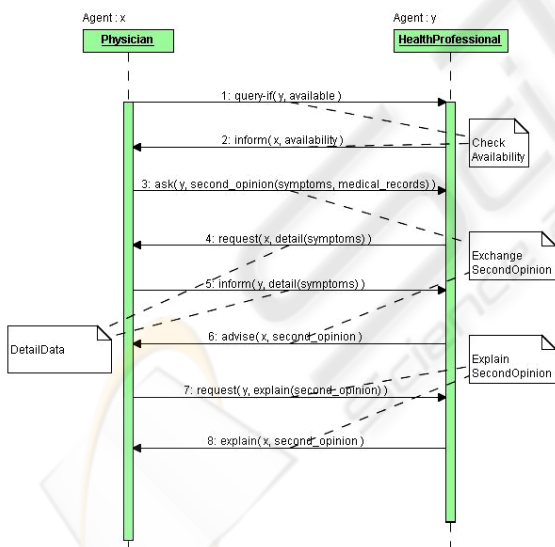 Agent : x
Agent : y
Physician
HealthProfessional
1: query-if( y, available )
2: inform( x, availability)
Check
Availability
3: ask( y, second_opinion(symptoms, medical_records) )
4: request( x, detail(symptoms) )
Exchange
SecondOpinion
5: inform( y, detail(symptoms) )
DetailData
6: advise( x, second_opinion )
Explain
SecondOpinion
7: request( y, explain(second_opinion) )
8: explain( x, second_opinion )
Science